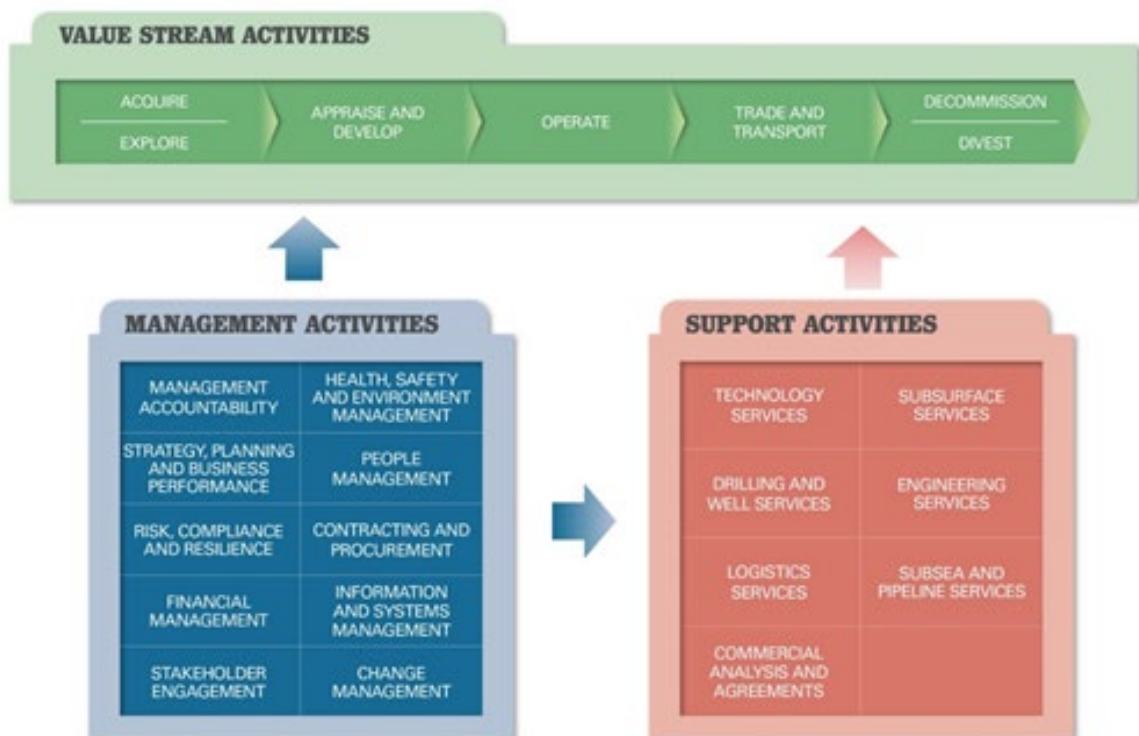 VALUE STREAM ACTIVITIES
ACQUIRE
EXPLORE
APPRAISE AND
DEVELOP
OPERATE
TRADE AND
TRANSPORT
DECOMMISSION
DIVEST
MANAGEMENT ACTIVITIES
MANAGEMENT
ACCOUNTABILITY
HEALTH, SAFETY
AND ENVIRONMENT
MANAGEMENT
STRATEGY, PLANNING
AND BUSINESS
PERFORMANCE
PEOPLE
MANAGEMENT
RISK, COMPLIANCE
AND RESILIENCE
CONTRACTING AND
PROCUREMENT
FINANCIAL
MANAGEMENT
INFORMATION
AND SYSTEMS
MANAGEMENT
STAKEHOLDER
ENGAGEMENT
CHANGE
MANAGEMENT
SUPPORT ACTIVITIES
TECHNOLOGY
SERVICES
SUBSURFACE
SERVICES
DRILLING AND
WELL SERVICES
ENGINEERING
SERVICES
LOGISTICS
SERVICES
SUBSEA AND
PIPELINE SERVICES
COMMERCIAL
ANALYSIS AND
AGREEMENTS